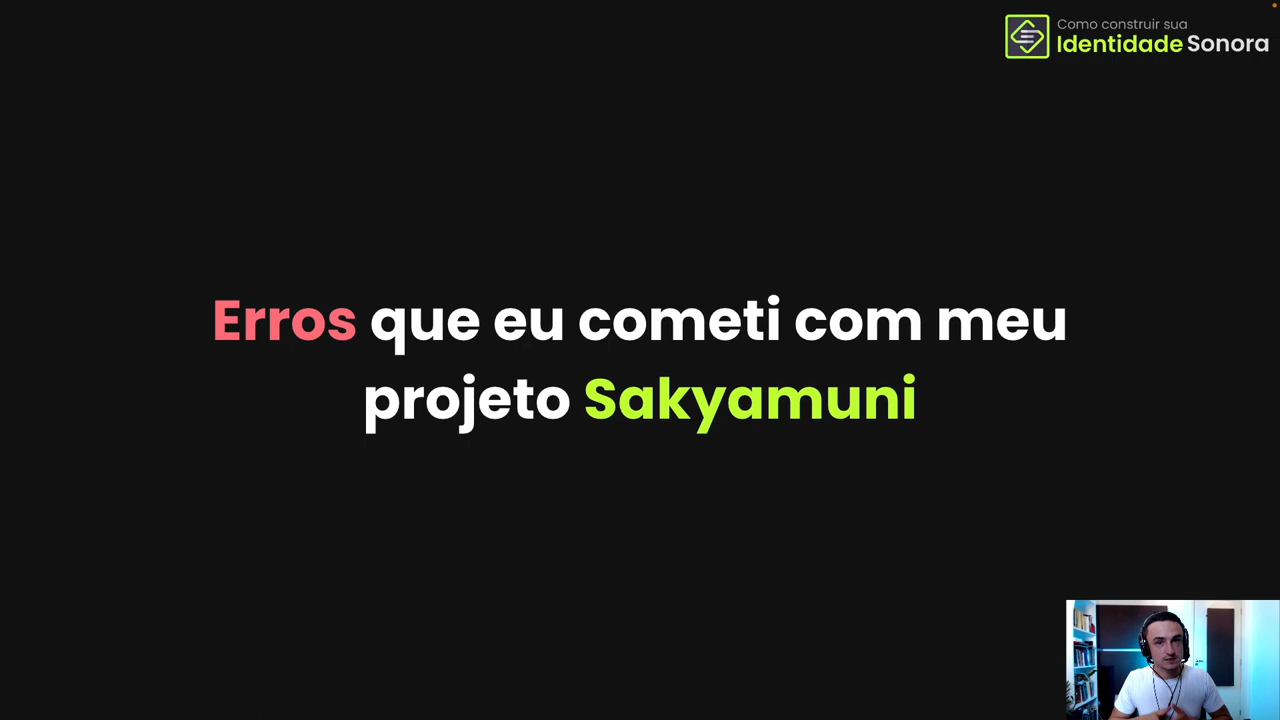 Como construir sua
Identidade Sonora
Erros que eu cometi com meu
projeto Sakyamuni